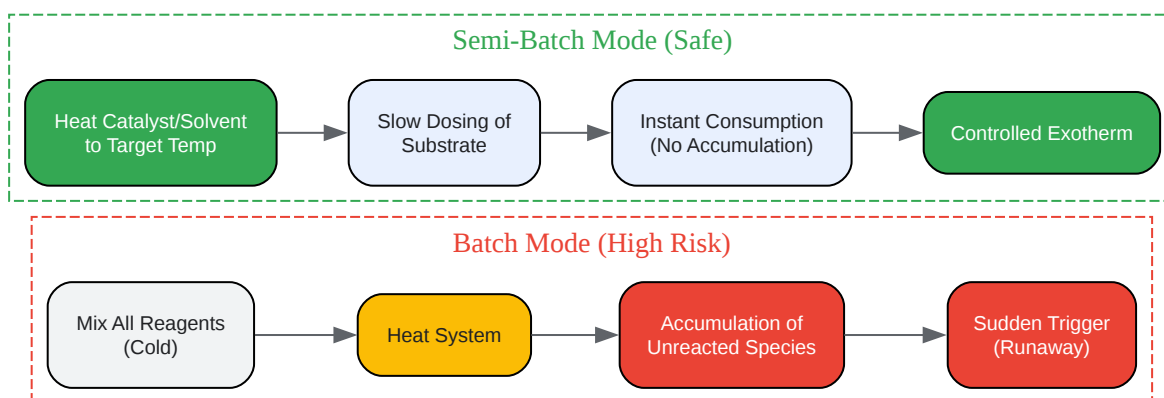 Semi-Batch Mode (Safe)
Heat Catalyst/Solvent
to Target Temp
Slow Dosing of
Substrate
Instant Consumption
(No Accumulation)
Controlled Exotherm
Batch Mode (High Risk)
Mix All Reagents
(Cold)
Heat System
Accumulation of
Unreacted Species
Sudden Trigger
(Runaway)